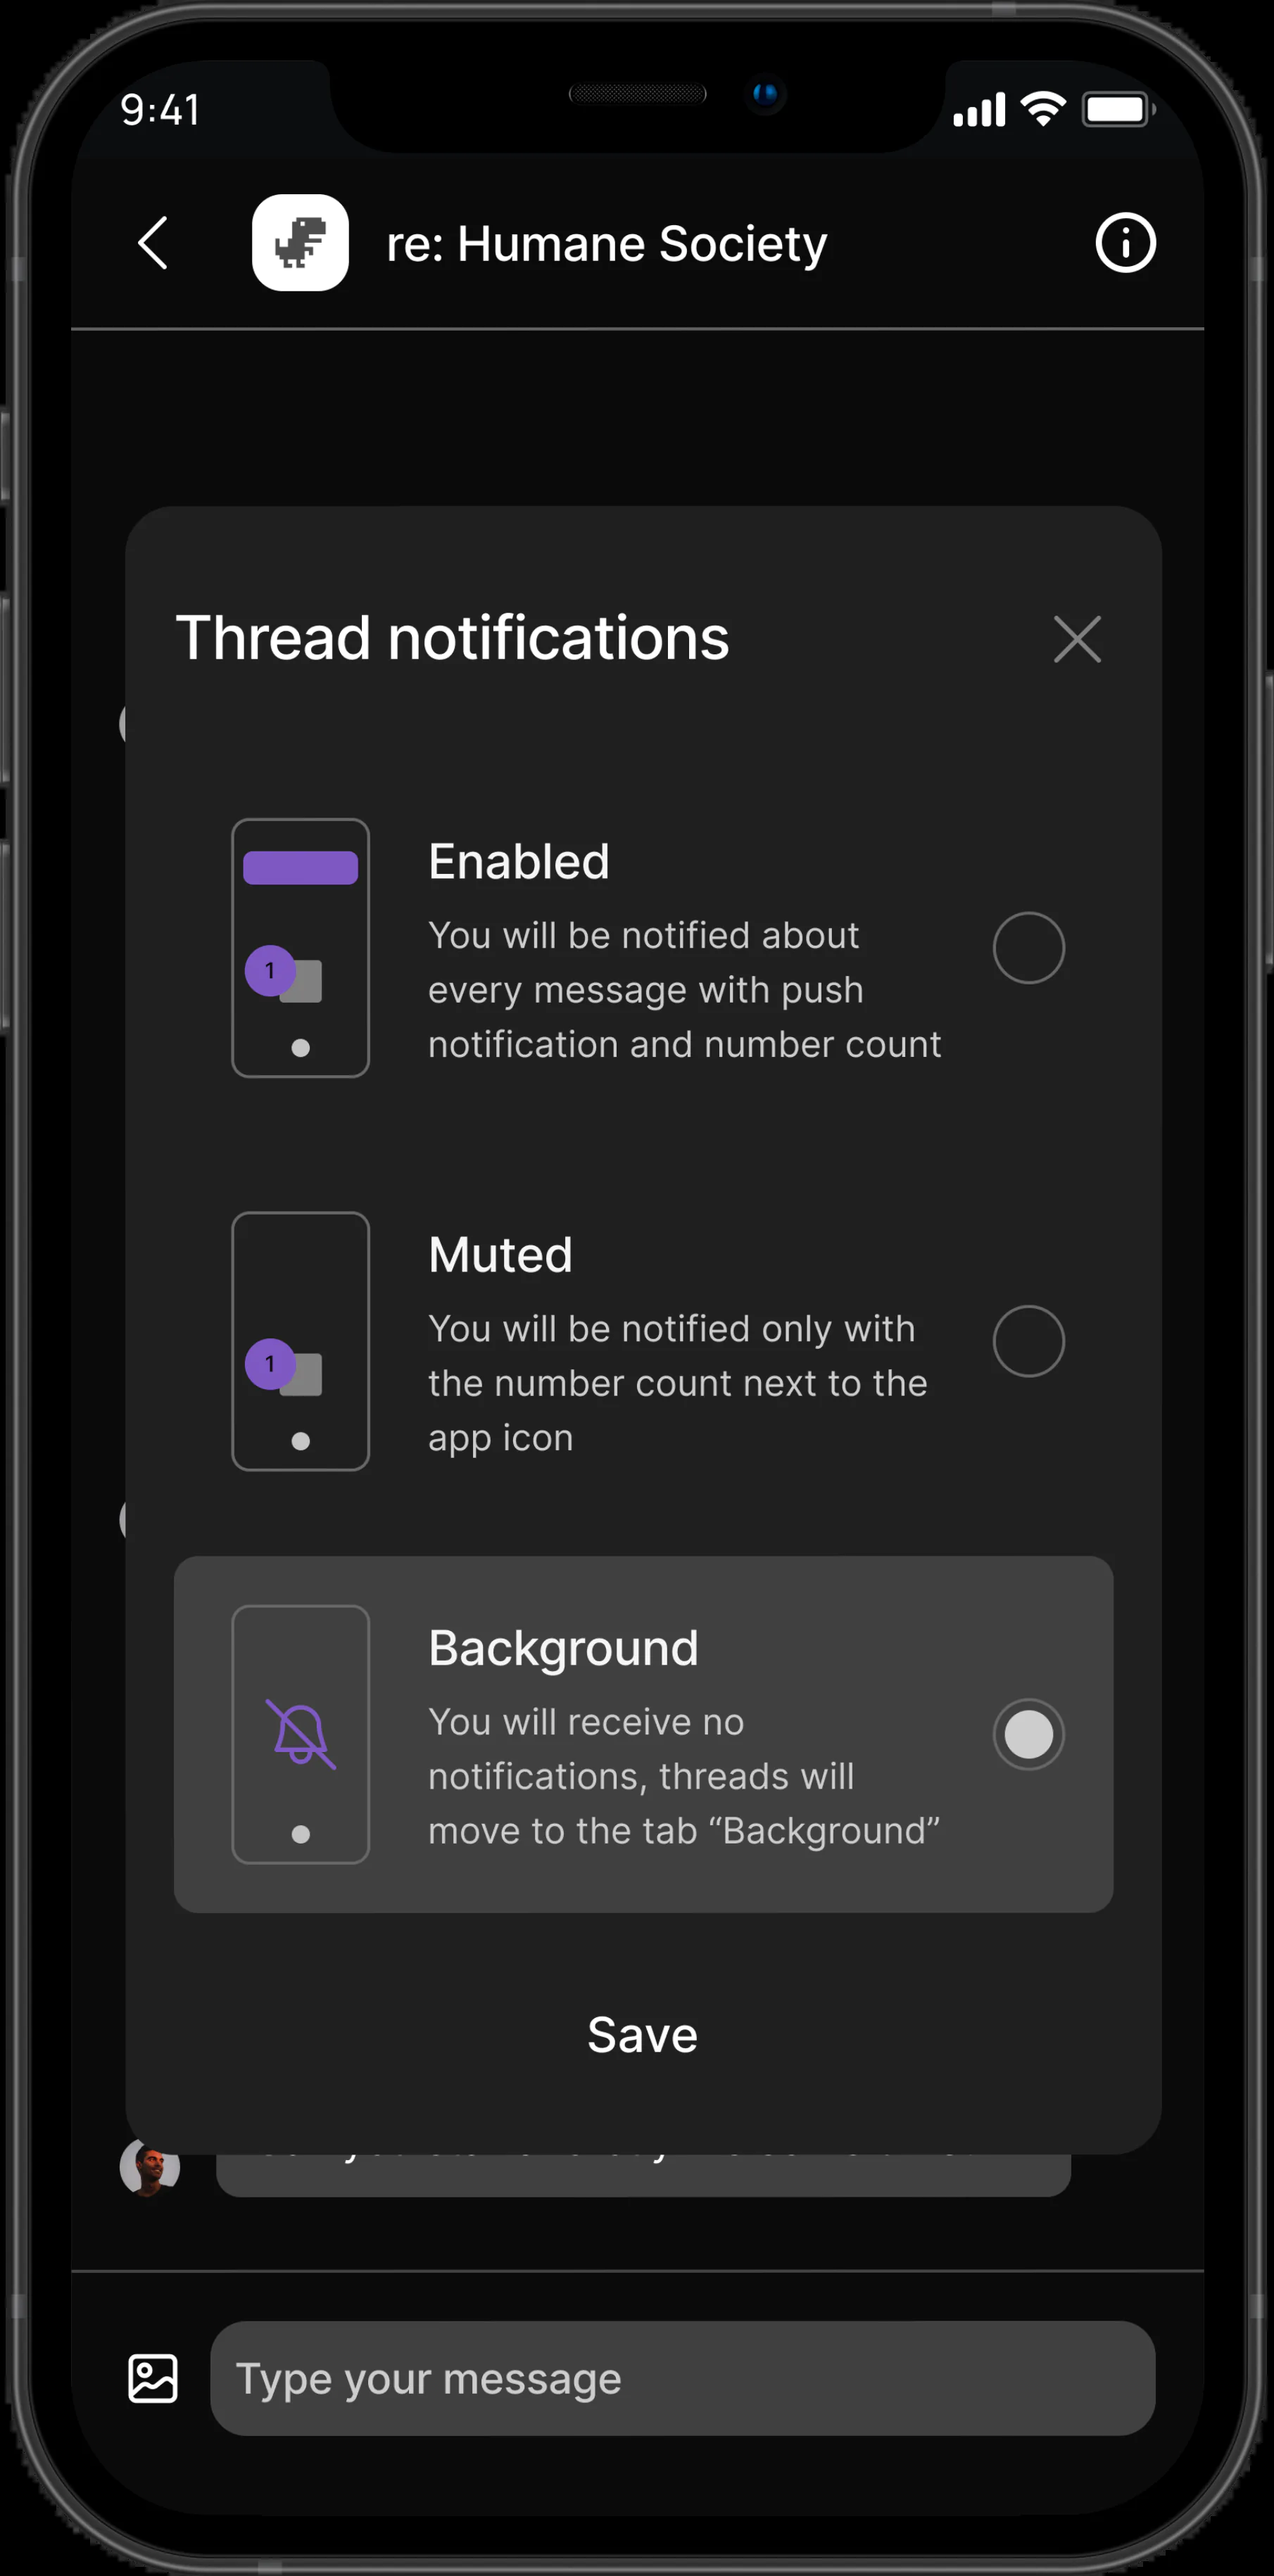 9:41
re: Humane Society
Thread notifications
Enabled
You will be notified about
every message with push
notification and number count
1
Muted
You will be notified only with
the number count next to the
app icon
1
Background
You will receive no
notifications, threads will
move to the tab “Background”
Save
Type your message